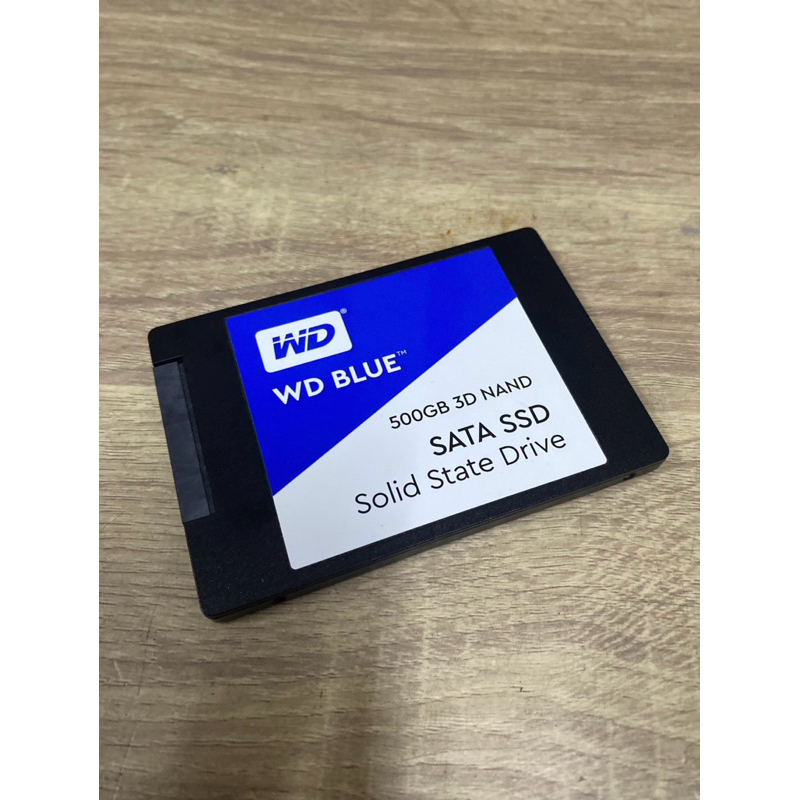 WD®
WD BLUE™
500GB 3D NAND
SATA SSD
Solid State Drive